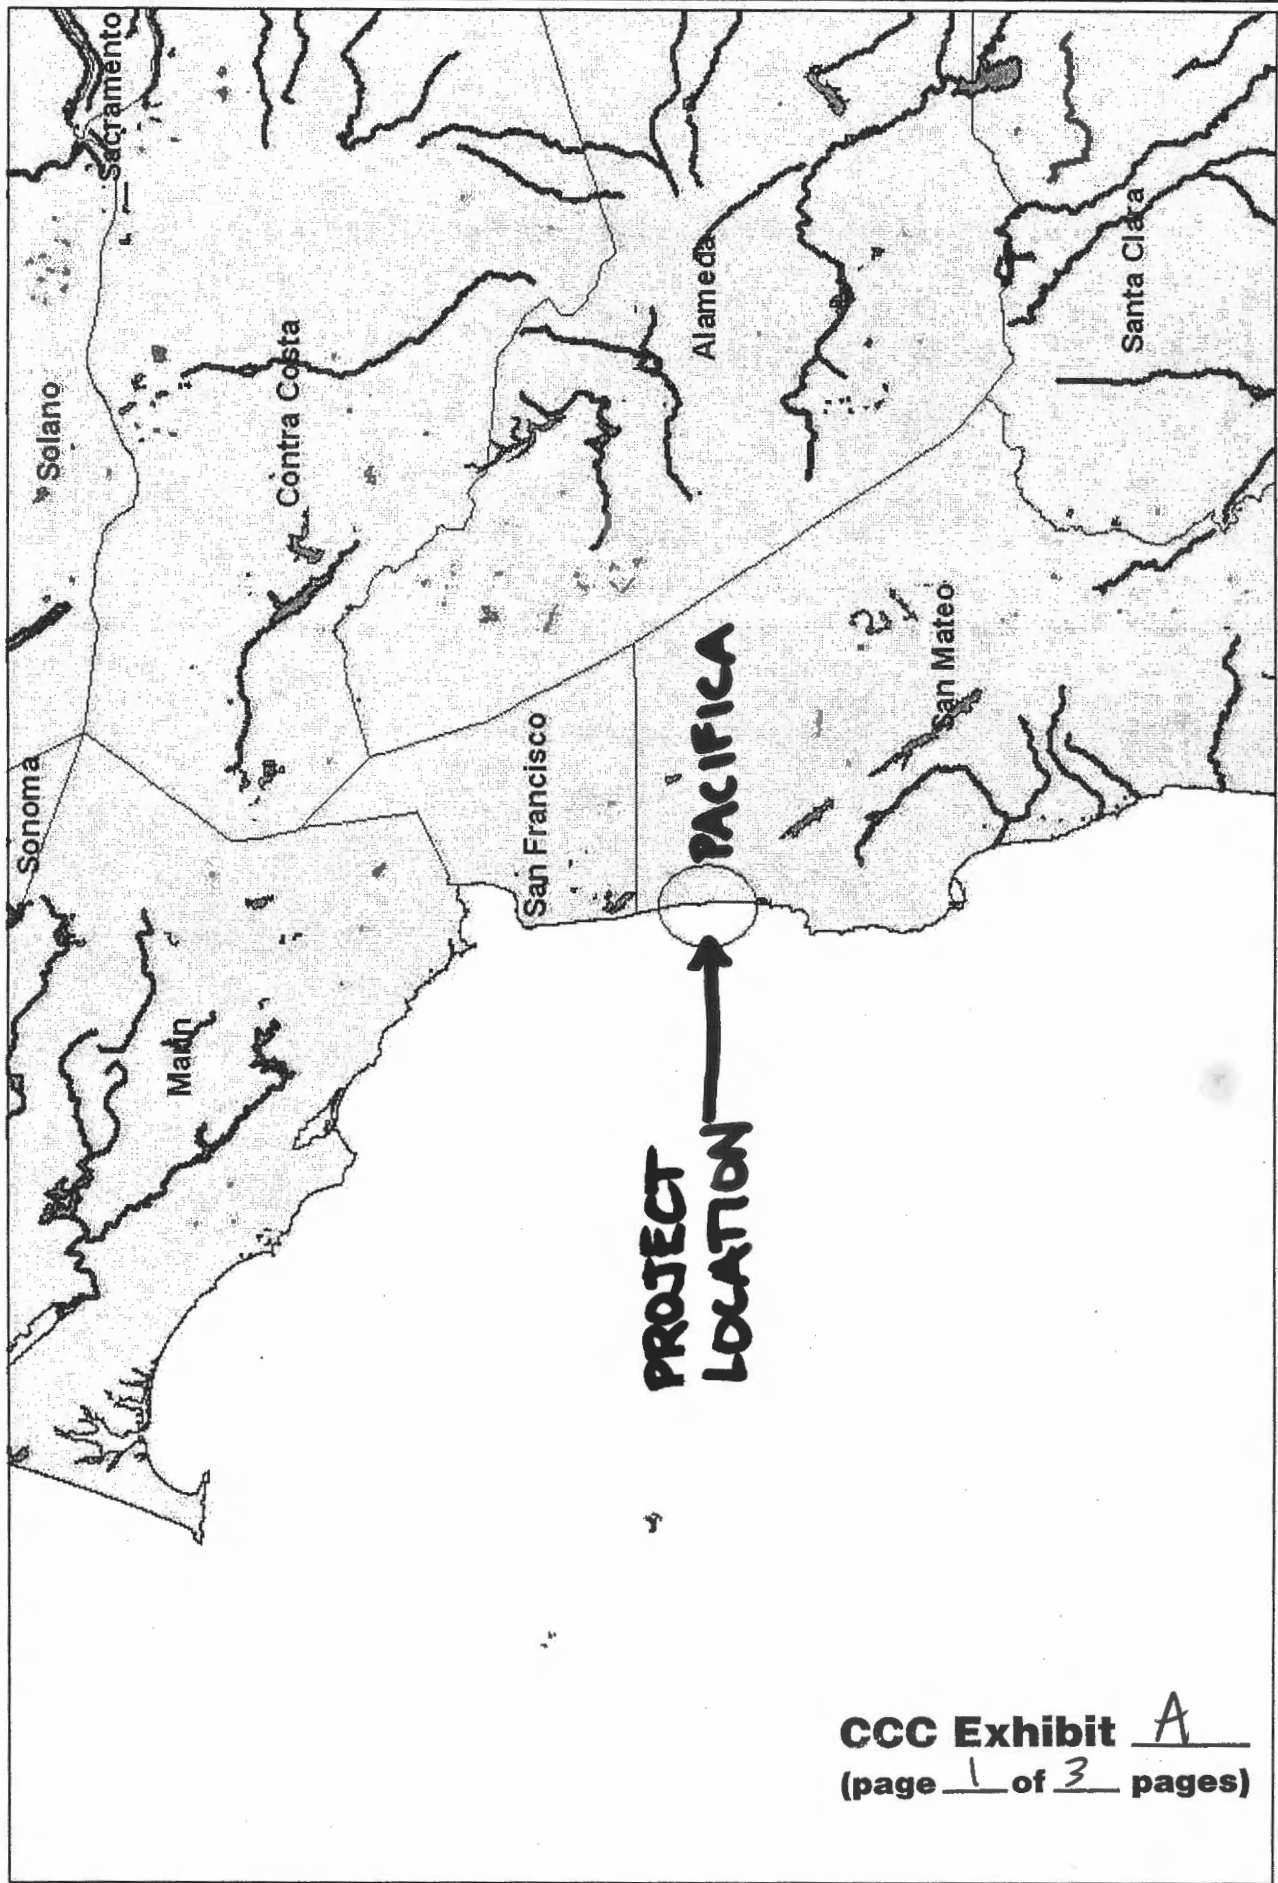 Sacramento
Solano
Sonoma
Contra Costa
Marin
Alameda
San Francisco
Santa Clara
San Mateo
PACIFICA
PROJECT
LOCATION
CCC Exhibit A
(page 1 of 3 pages)